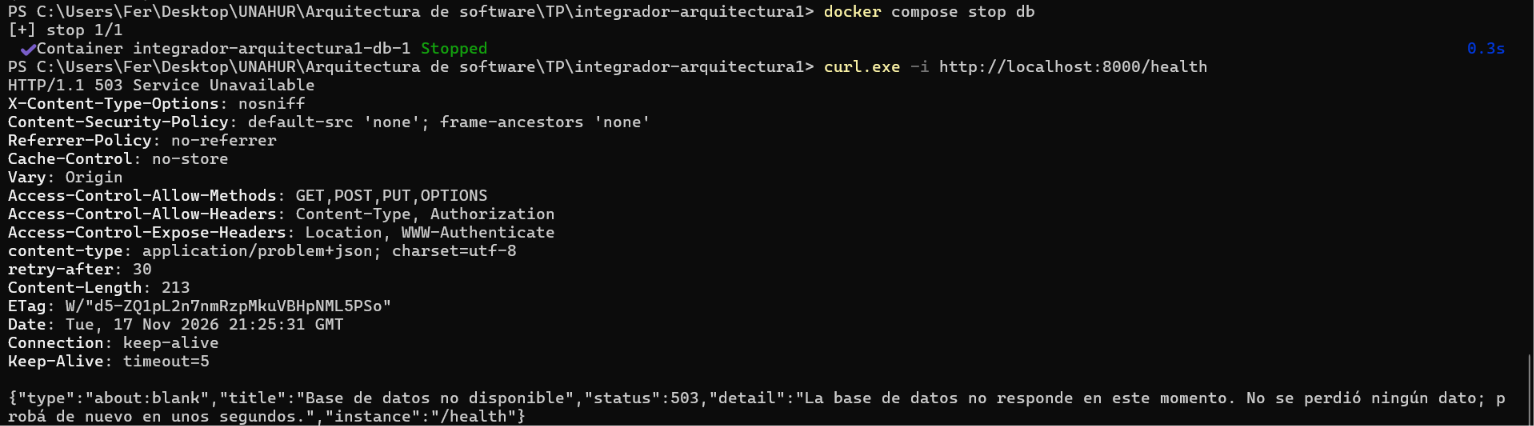 PS C:\Users\Fer\Desktop\UNAHUR\Arquitectura de software\TP\integrador-arquitectura1> docker compose stop db
[+] stop 1/1
✔Container integrador-arquitectura1-db-1 Stopped 0.3s
PS C:\Users\Fer\Desktop\UNAHUR\Arquitectura de software\TP\integrador-arquitectura1> curl.exe -i http://localhost:8000/health
HTTP/1.1 503 Service Unavailable
X-Content-Type-Options: nosniff
Content-Security-Policy: default-src 'none'; frame-ancestors 'none'
Referrer-Policy: no-referrer
Cache-Control: no-store
Vary: Origin
Access-Control-Allow-Methods: GET,POST,PUT,OPTIONS
Access-Control-Allow-Headers: Content-Type, Authorization
Access-Control-Expose-Headers: Location, WWW-Authenticate
content-type: application/problem+json; charset=utf-8
retry-after: 30
Content-Length: 213
ETag: W/"d5-ZQ1pL2n7nmRzpMkuVBHpNML5PSo"
Date: Tue, 17 Nov 2026 21:25:31 GMT
Connection: keep-alive
Keep-Alive: timeout=5
{"type":"about:blank","title":"Base de datos no disponible","status":503,"detail":"La base de datos no responde en este momento. No se perdió ningún dato; p
robá de nuevo en unos segundos.","instance":"/health"}